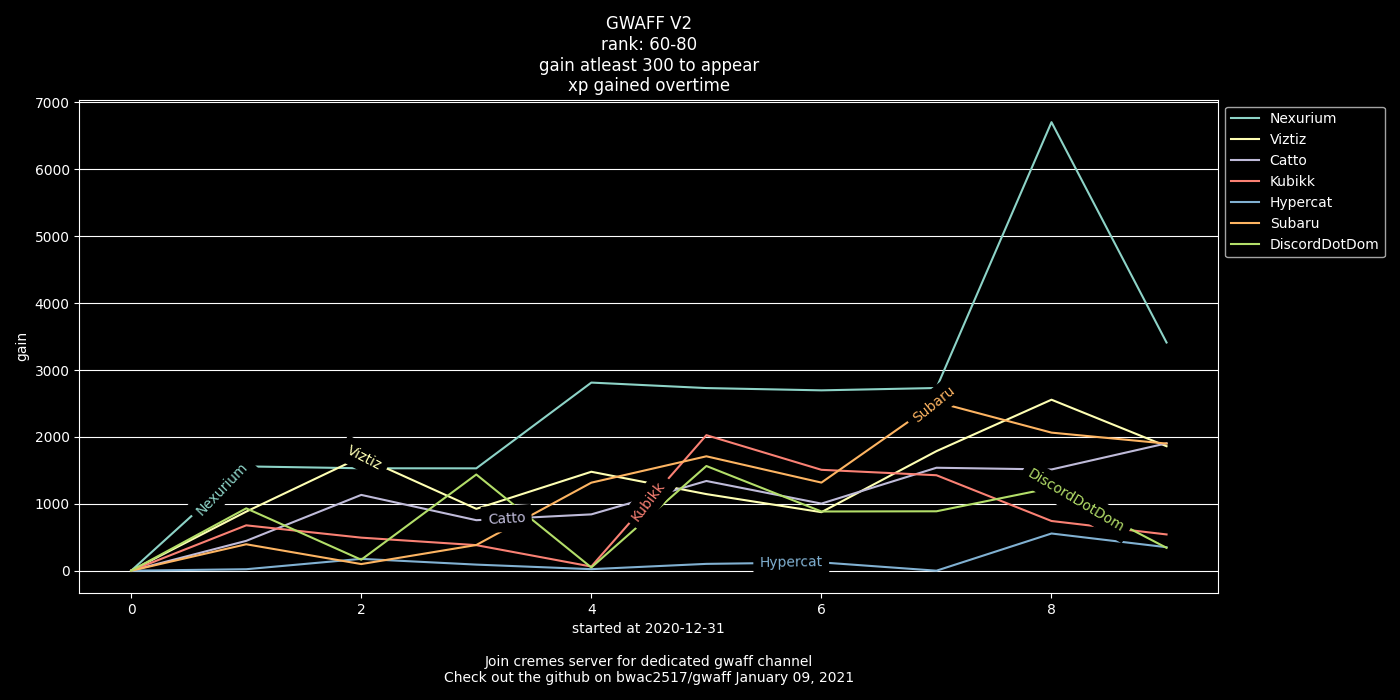 GWAFF V2
rank: 60-80
gain atleast 300 to appear
xp gained overtime
7000
6000
5000
4000
3000
2000
1000
0
gain
Nexurium
Viztiz
Catto
Kubikk
Hypercat
Subaru
DiscordDotDom
Nexurium
Viztiz
Catto
Kubikk
Hypercat
Subaru
DiscordDotDom
0 2 4 6 8
started at 2020-12-31
Join cremes server for dedicated gwaff channel
Check out the github on bwac2517/gwaff January 09, 2021